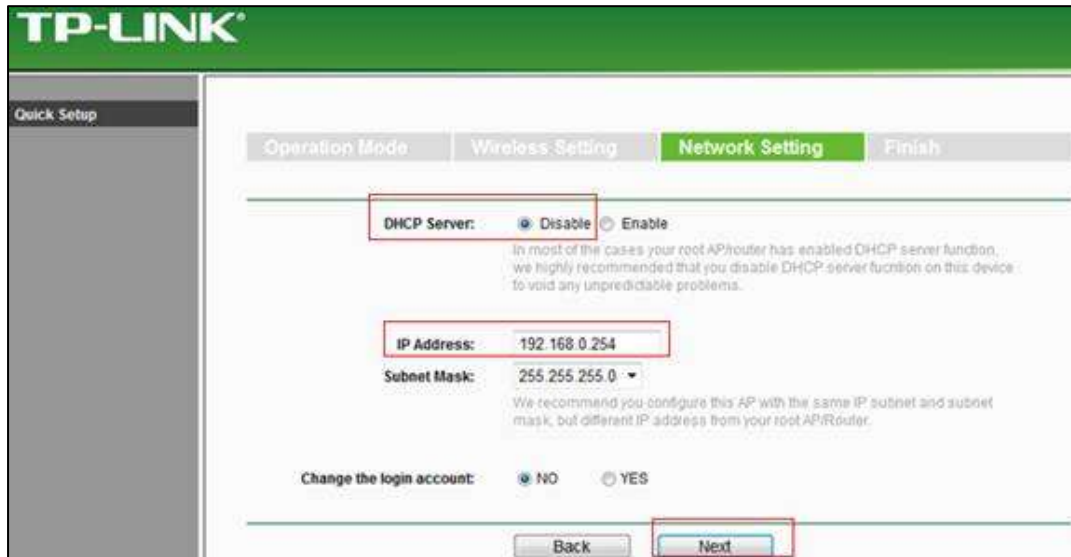 TP-LINK®
Quick Setup
Operation Mode Wireless Setting Network Setting Finish
DHCP Server: Disable Enable
In most of the cases your root AP/router has enabled DHCP server function,
we highly recommended that you disable DHCP server fucntion on this device
to void any unpredictable problems.
IP Address: 192.168.0.254
Subnet Mask: 255.255.255.0
We recommend you configure this AP with the same IP subnet and subnet
mask, but different IP address from your root AP/Router.
Change the login account: NO YES
Back Next